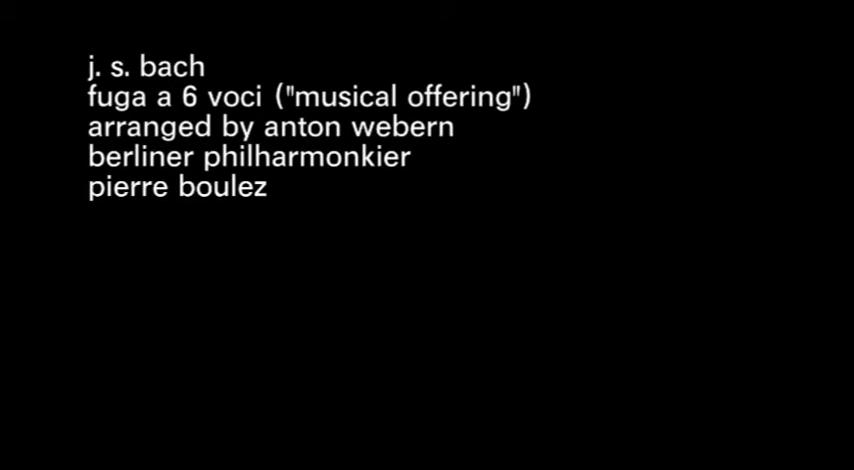 j. s. bach
fuga a 6 voci ("musical offering")
arranged by anton webern
berliner philharmonkier
pierre boulez